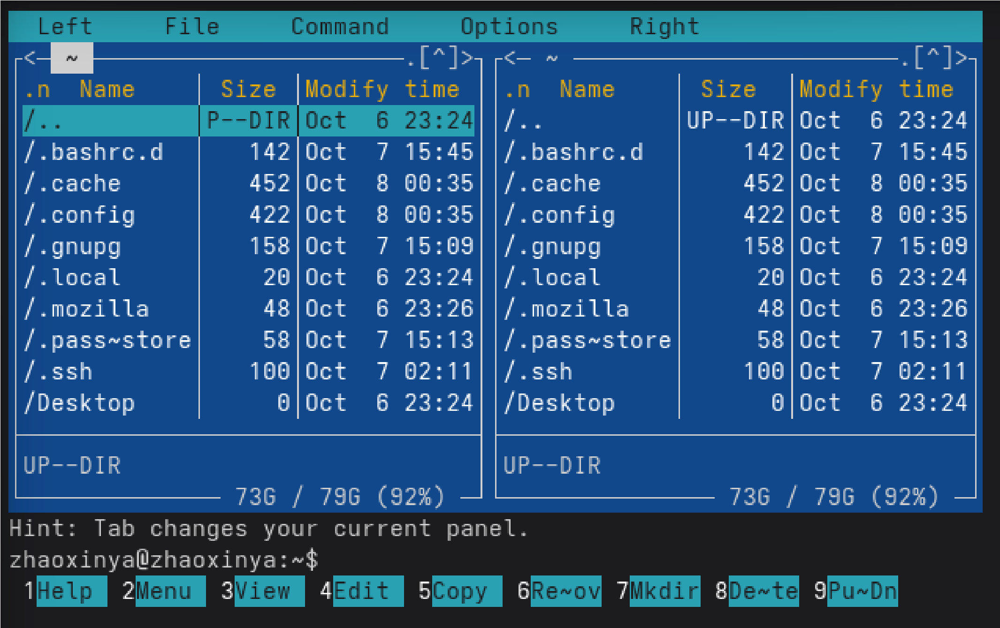 Left File Command Options Right
<─ ~ .[^]> <─ ~ .[^]>
.n Name Size Modify time .n Name Size Modify time
/.. P--DIR Oct 6 23:24 /.. UP--DIR Oct 6 23:24
/.bashrc.d 142 Oct 7 15:45 /.bashrc.d 142 Oct 7 15:45
/.cache 452 Oct 8 00:35 /.cache 452 Oct 8 00:35
/.config 422 Oct 8 00:35 /.config 422 Oct 8 00:35
/.gnupg 158 Oct 7 15:09 /.gnupg 158 Oct 7 15:09
/.local 20 Oct 6 23:24 /.local 20 Oct 6 23:24
/.mozilla 48 Oct 6 23:26 /.mozilla 48 Oct 6 23:26
/.pass~store 58 Oct 7 15:13 /.pass~store 58 Oct 7 15:13
/.ssh 100 Oct 7 02:11 /.ssh 100 Oct 7 02:11
/Desktop 0 Oct 6 23:24 /Desktop 0 Oct 6 23:24
UP--DIR UP--DIR
73G / 79G (92%) 73G / 79G (92%)
Hint: Tab changes your current panel.
zhaoxinya@zhaoxinya:~$
1Help 2Menu 3View 4Edit 5Copy 6Re~ov 7Mkdir 8De~te 9Pu~Dn